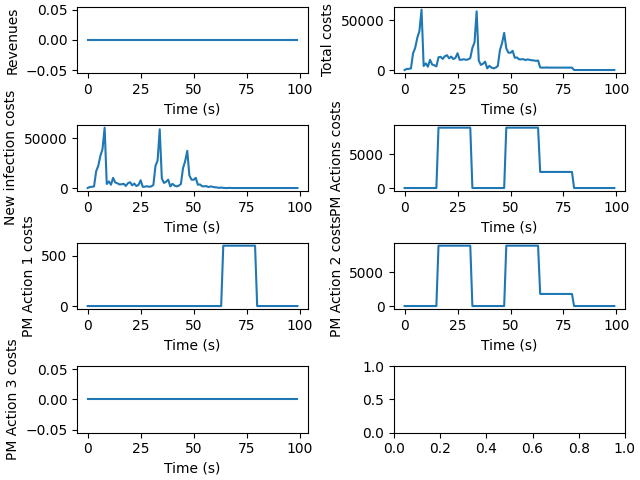 Revenues
0.05
0.00
−0.05
0 25 50 75 100
Time (s)
Total costs
50000
0
0 25 50 75 100
Time (s)
New infection costs
50000
0
0 25 50 75 100
Time (s)
PM Actions costs
5000
0
0 25 50 75 100
Time (s)
PM Action 1 costs
500
0
0 25 50 75 100
Time (s)
PM Action 2 costs
5000
0
0 25 50 75 100
Time (s)
PM Action 3 costs
0.05
0.00
−0.05
0 25 50 75 100
Time (s)
1.0
0.5
0.0
0.0 0.2 0.4 0.6 0.8 1.0